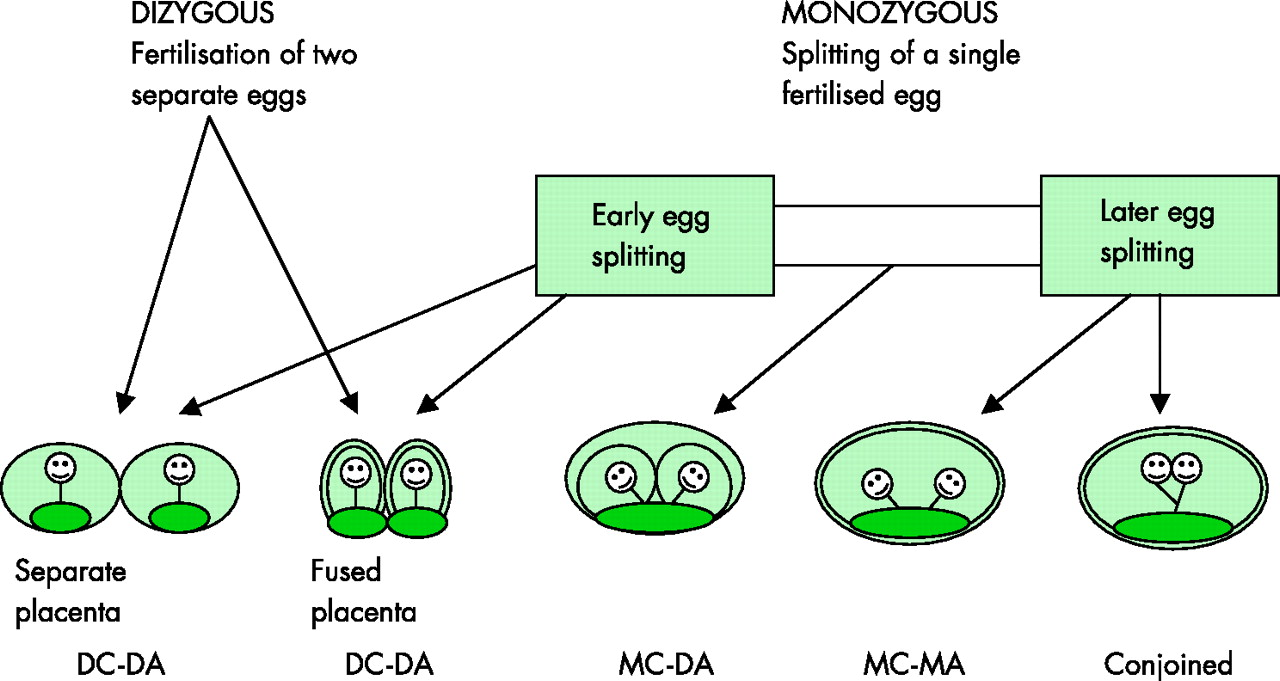 DIZYGOUS
Fertilisation of two
separate eggs
MONOZYGOUS
Splitting of a single
fertilised egg
Early egg
splitting
Later egg
splitting
Separate
placenta
Fused
placenta
DC-DA
DC-DA
MC-DA
MC-MA
Conjoined